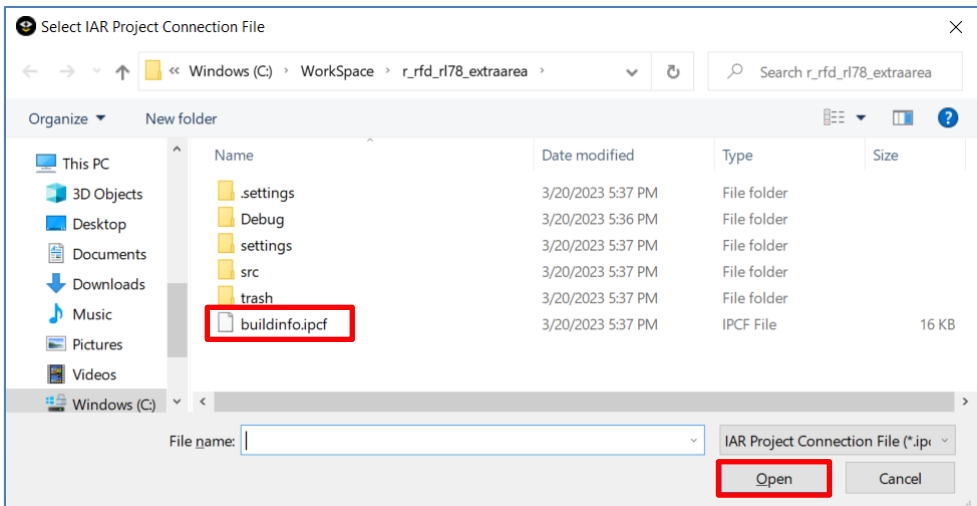 Select IAR Project Connection File
« Windows (C:) › WorkSpace › r_rfd_rl78_extraarea ›
Search r_rfd_rl78_extraarea
Organize New folder
Name Date modified Type Size
This PC
3D Objects
Desktop
Documents
Downloads
Music
Pictures
Videos
Windows (C:)
.settings 3/20/2023 5:37 PM File folder
Debug 3/20/2023 5:36 PM File folder
settings 3/20/2023 5:37 PM File folder
src 3/20/2023 5:37 PM File folder
trash 3/20/2023 5:37 PM File folder
buildinfo.ipcf 3/20/2023 5:37 PM IPCF File 16 KB
File name: IAR Project Connection File (*.ip
Open Cancel